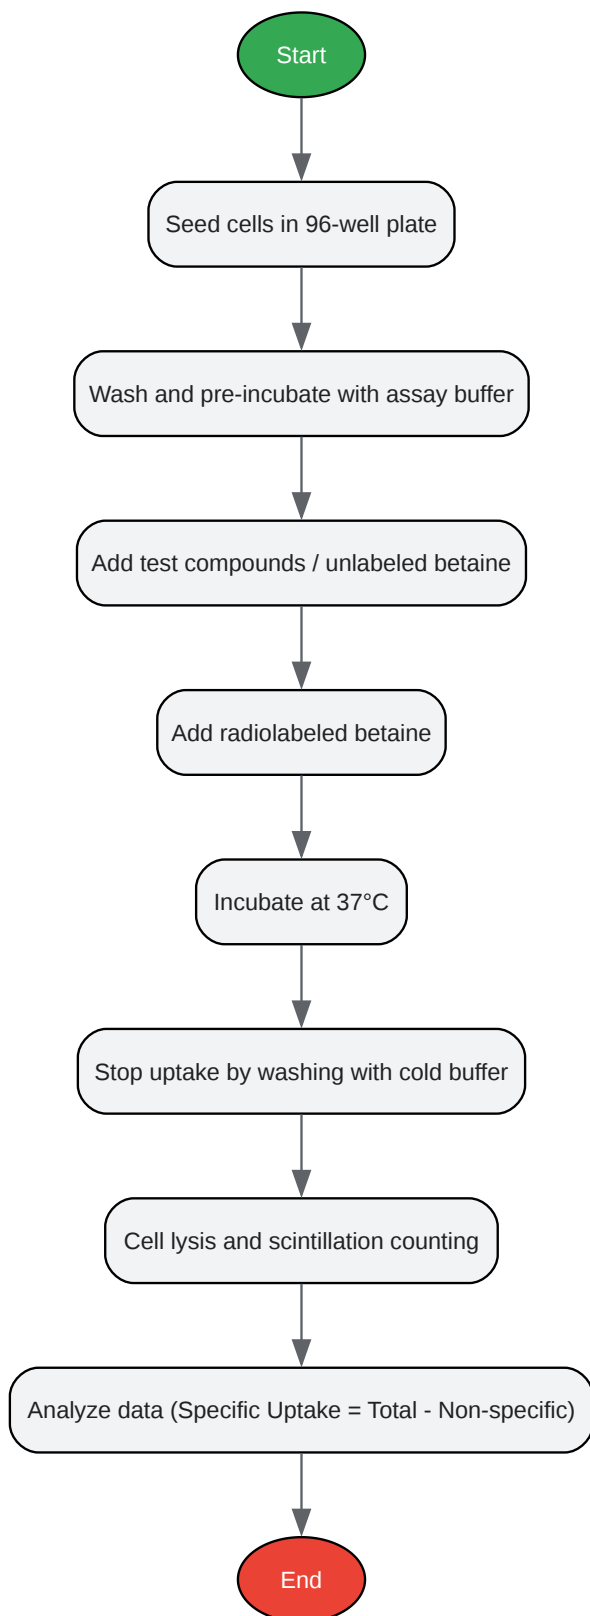 Start
Seed cells in 96-well plate
Wash and pre-incubate with assay buffer
Add test compounds / unlabeled betaine
Add radiolabeled betaine
Incubate at 37°C
Stop uptake by washing with cold buffer
Cell lysis and scintillation counting
Analyze data (Specific Uptake = Total - Non-specific)
End